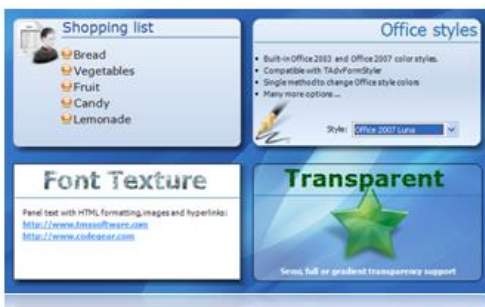 Shopping list
Bread
Vegetables
Fruit
Candy
Lemonade
Office styles
Built-in Office 2003 and Office 2007 color styles.
Compatible with TAdvFormStyler
Single method to change Office style colors
Many more options ...
Style: Office 2007 Luna
Font Texture
Panel text with HTML formatting, images and hyperlinks:
http://www.tmssoftware.com
http://www.codegear.com
Transparent
Semi, full or gradient transparency support